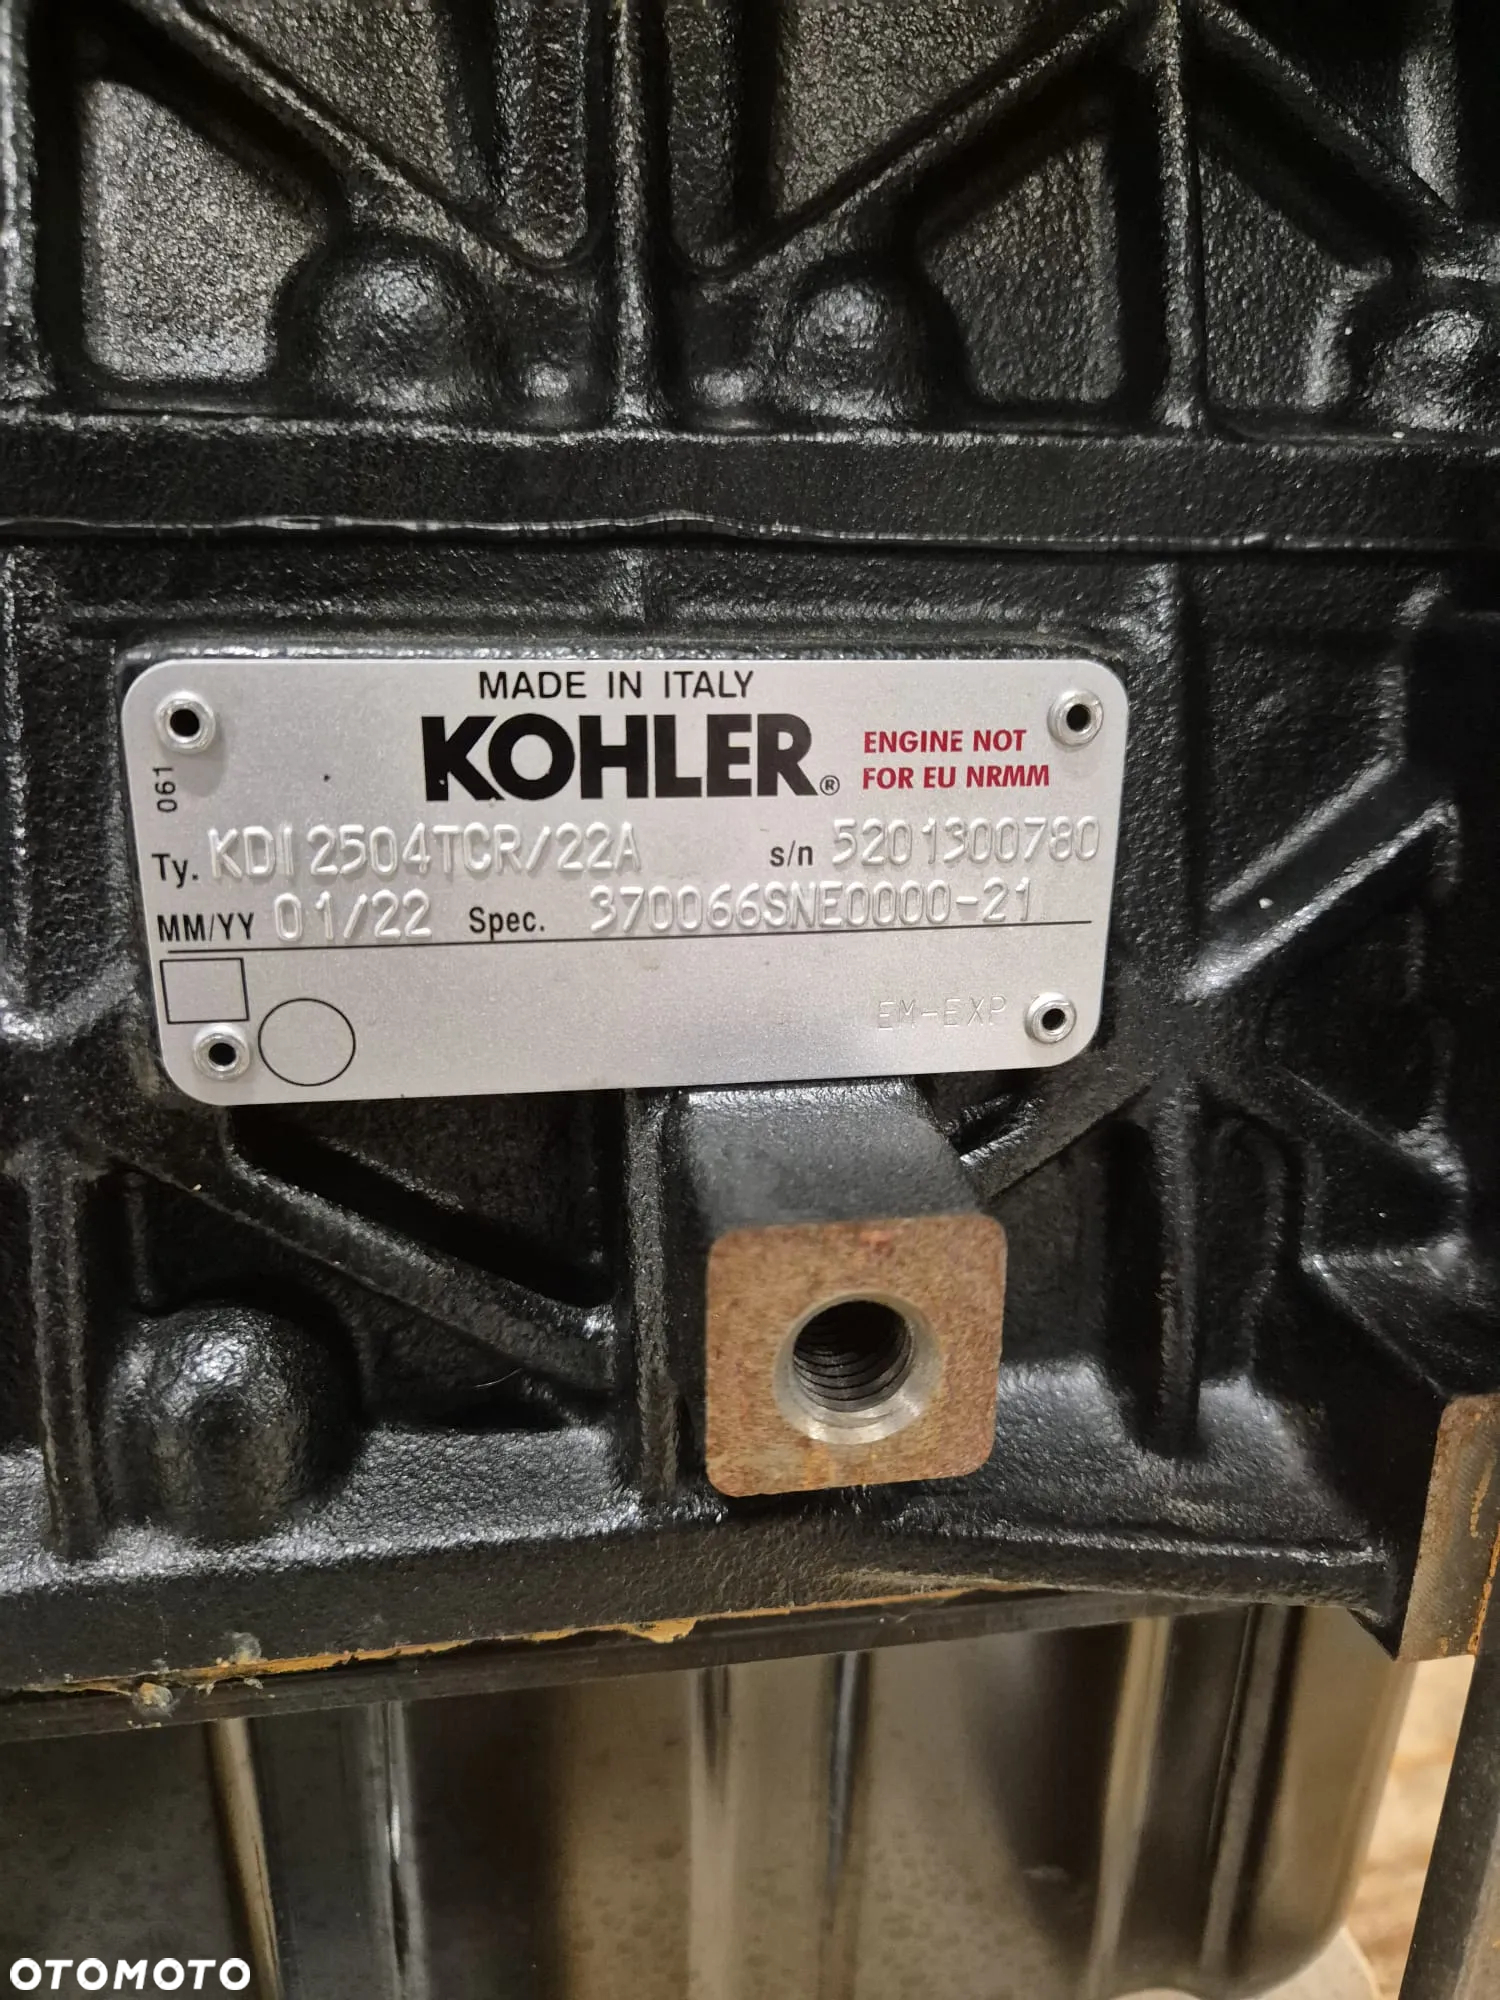 MADE IN ITALY
KOHLER®
ENGINE NOT
FOR EU NRMM
061
Ty. KDI 2504TCR/22A s/n 5201300780
MM/YY 01/22 Spec. 370066SNE0000-21
EM-EXP
OTOMOTO